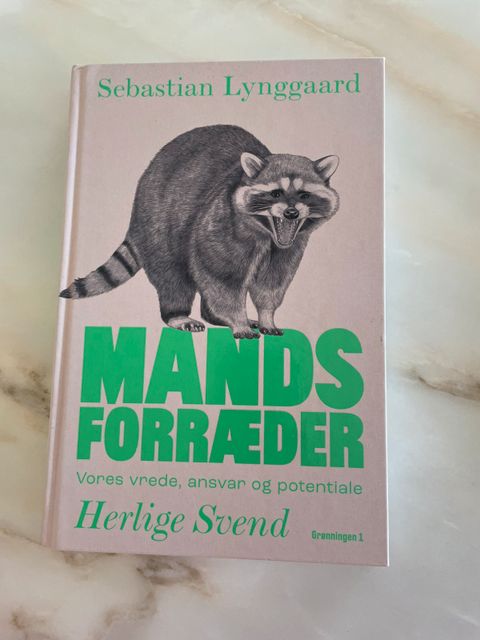 Sebastian Lynggaard
MANDS
FORRÆDER
Vores vrede, ansvar og potentiale
Herlige Svend
Grønningen 1